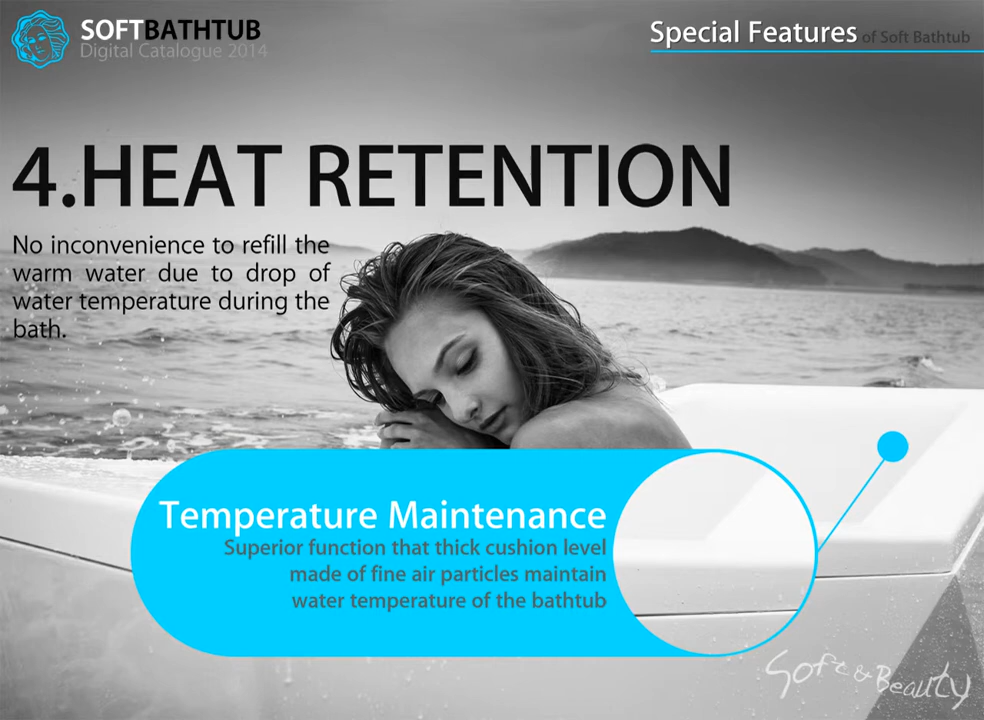 SOFTBATHTUB
Digital Catalogue 2014
Special Features of Soft Bathtub
4.HEAT RETENTION
No inconvenience to refill the
warm water due to drop of
water temperature during the
bath.
Temperature Maintenance
Superior function that thick cushion level
made of fine air particles maintain
water temperature of the bathtub
Soft & Beauty